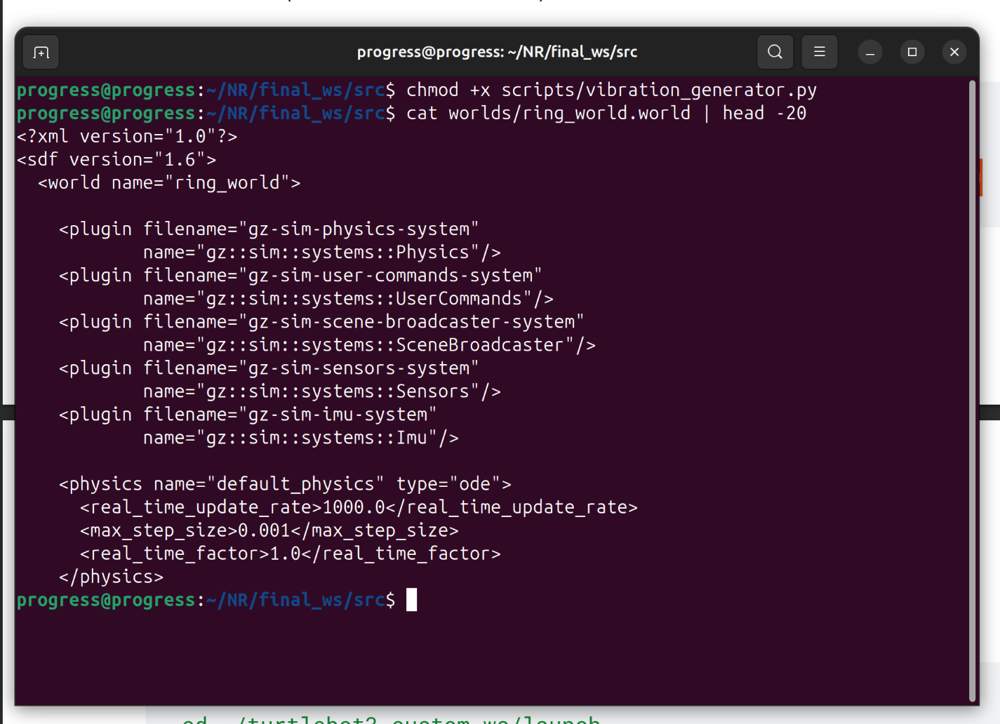 progress@progress: ~/NR/final_ws/src
progress@progress:~/NR/final_ws/src$ chmod +x scripts/vibration_generator.py
progress@progress:~/NR/final_ws/src$ cat worlds/ring_world.world | head -20
<?xml version="1.0"?>
<sdf version="1.6">
  <world name="ring_world">

    <plugin filename="gz-sim-physics-system"
            name="gz::sim::systems::Physics"/>
    <plugin filename="gz-sim-user-commands-system"
            name="gz::sim::systems::UserCommands"/>
    <plugin filename="gz-sim-scene-broadcaster-system"
            name="gz::sim::systems::SceneBroadcaster"/>
    <plugin filename="gz-sim-sensors-system"
            name="gz::sim::systems::Sensors"/>
    <plugin filename="gz-sim-imu-system"
            name="gz::sim::systems::Imu"/>

    <physics name="default_physics" type="ode">
      <real_time_update_rate>1000.0</real_time_update_rate>
      <max_step_size>0.001</max_step_size>
      <real_time_factor>1.0</real_time_factor>
    </physics>
progress@progress:~/NR/final_ws/src$